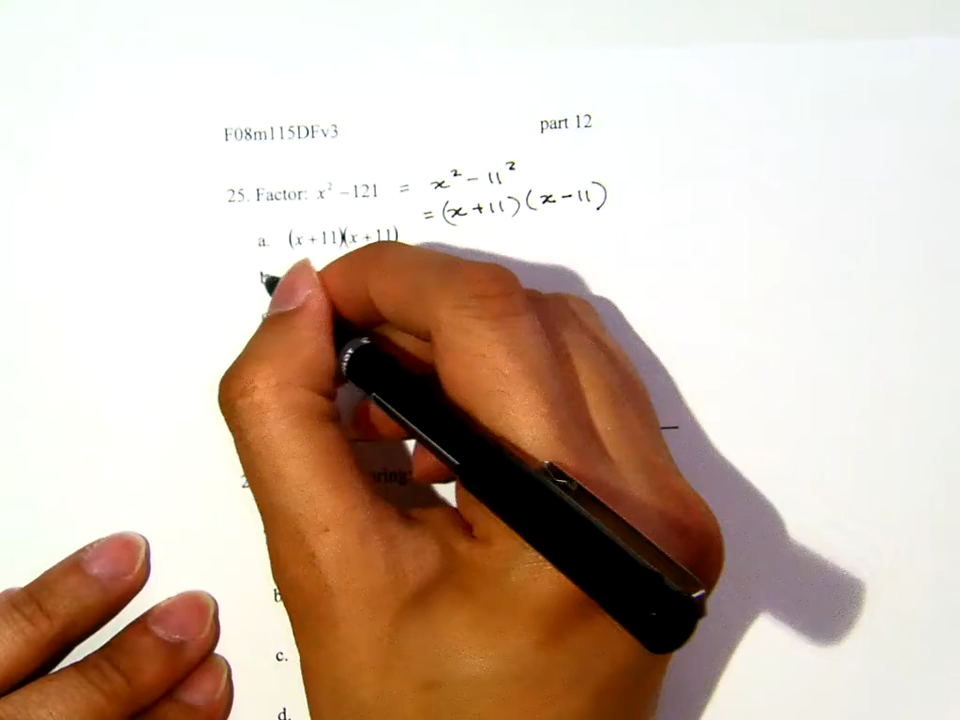 F08m115DFv3 part 12
25. Factor: x² −121 = x² − 11²
= (x+11)(x−11)
a. (x+11)(x+11)
b.
c.
d.